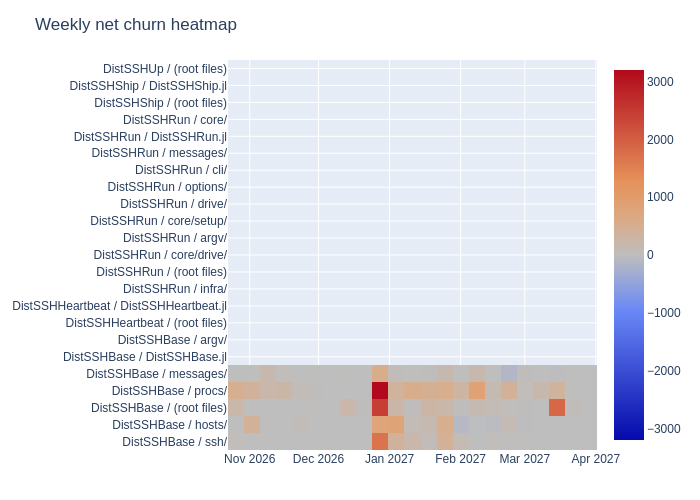 Weekly net churn heatmap
DistSSHUp / (root files)
DistSSHShip / DistSSHShip.jl
DistSSHShip / (root files)
DistSSHRun / core/
DistSSHRun / DistSSHRun.jl
DistSSHRun / messages/
DistSSHRun / cli/
DistSSHRun / options/
DistSSHRun / drive/
DistSSHRun / core/setup/
DistSSHRun / argv/
DistSSHRun / core/drive/
DistSSHRun / (root files)
DistSSHRun / infra/
DistSSHHeartbeat / DistSSHHeartbeat.jl
DistSSHHeartbeat / (root files)
DistSSHBase / argv/
DistSSHBase / DistSSHBase.jl
DistSSHBase / messages/
DistSSHBase / procs/
DistSSHBase / (root files)
DistSSHBase / hosts/
DistSSHBase / ssh/
Nov 2026
Dec 2026
Jan 2027
Feb 2027
Mar 2027
Apr 2027
3000
2000
1000
0
−1000
−2000
−3000